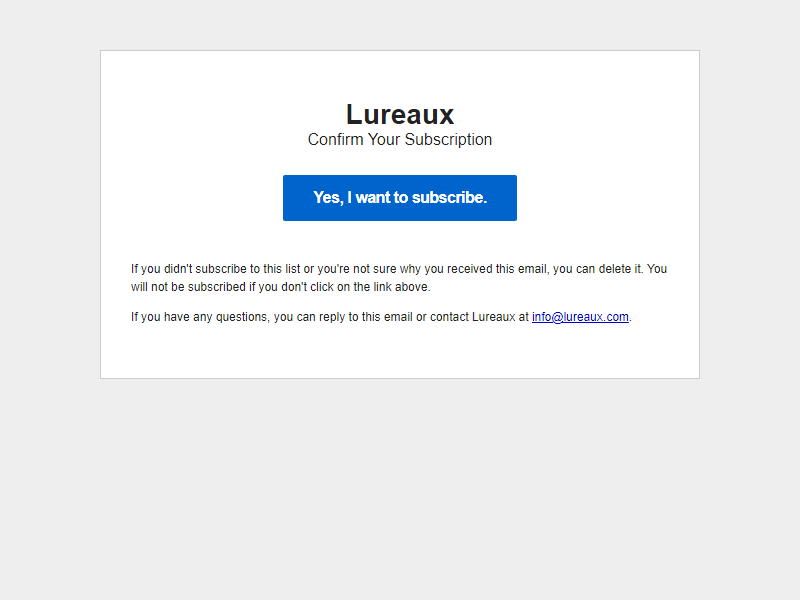 Lureaux
Confirm Your Subscription
Yes, I want to subscribe.
If you didn't subscribe to this list or you're not sure why you received this email, you can delete it. You
will not be subscribed if you don't click on the link above.
If you have any questions, you can reply to this email or contact Lureaux at info@lureaux.com.